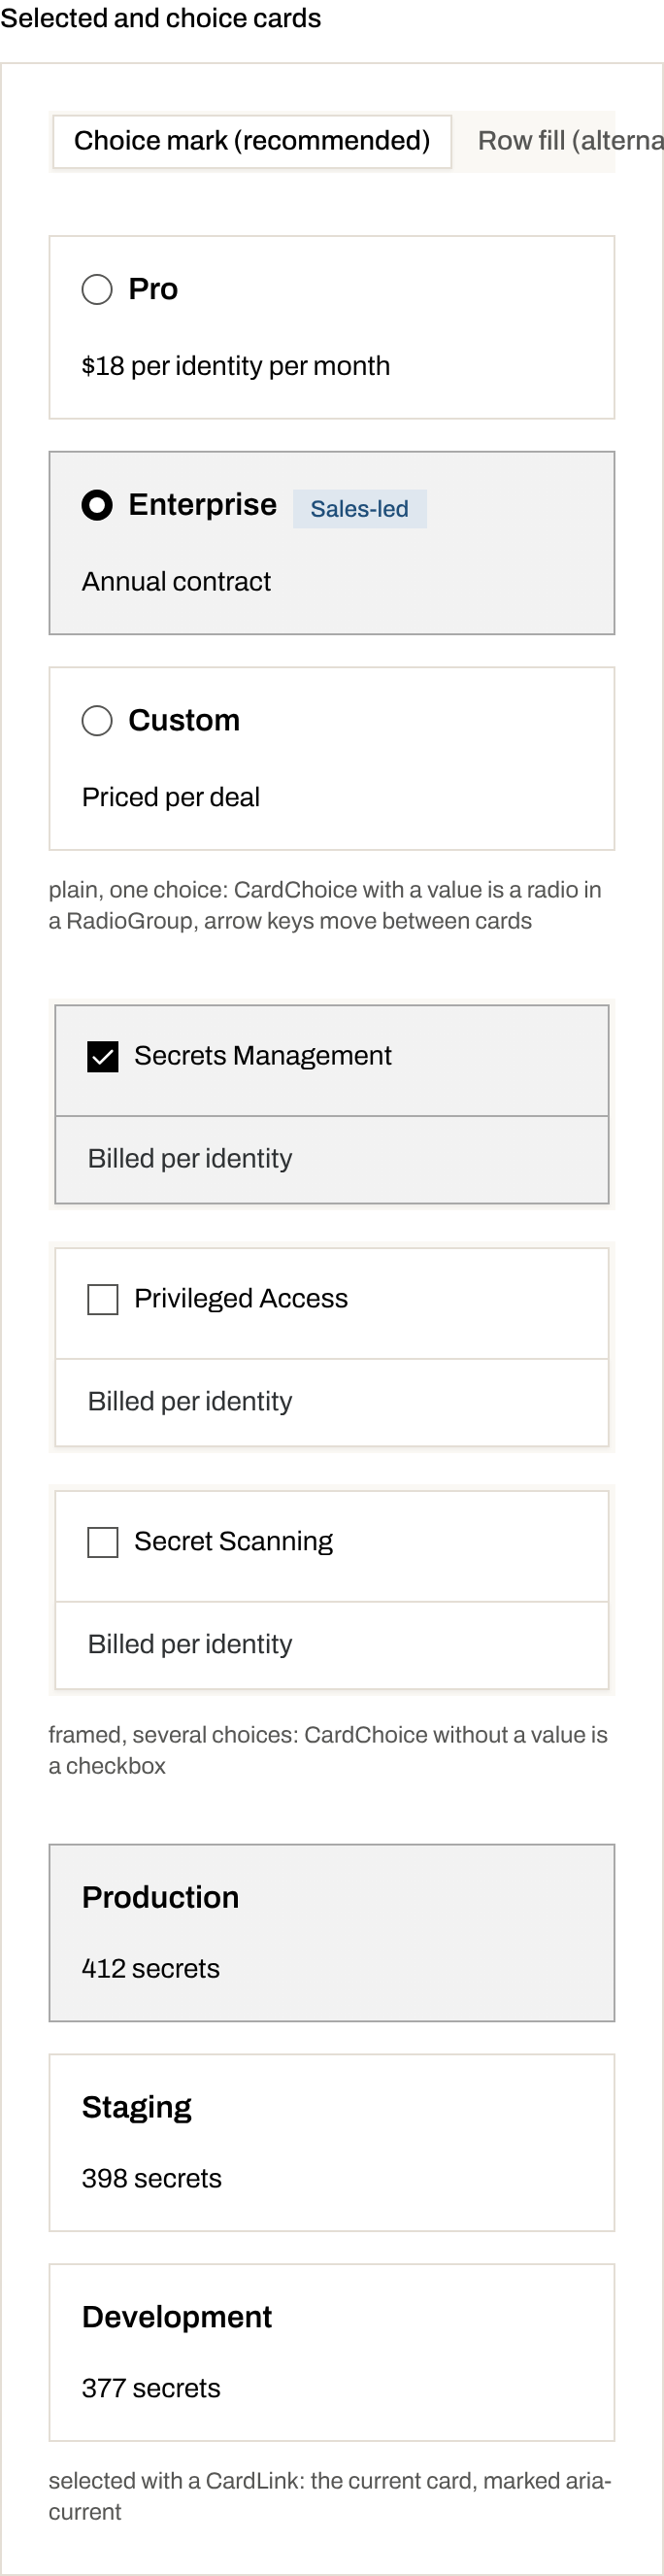 Selected and choice cards
Choice mark (recommended)
Row fill (alterna
Pro
$18 per identity per month
Enterprise
Sales-led
Annual contract
Custom
Priced per deal
plain, one choice: CardChoice with a value is a radio in
a RadioGroup, arrow keys move between cards
Secrets Management
Billed per identity
Privileged Access
Billed per identity
Secret Scanning
Billed per identity
framed, several choices: CardChoice without a value is
a checkbox
Production
412 secrets
Staging
398 secrets
Development
377 secrets
selected with a CardLink: the current card, marked aria-
current